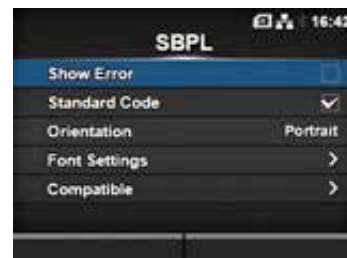 16:42
SBPL
Show Error
Standard Code
Orientation Portrait
Font Settings >
Compatible >